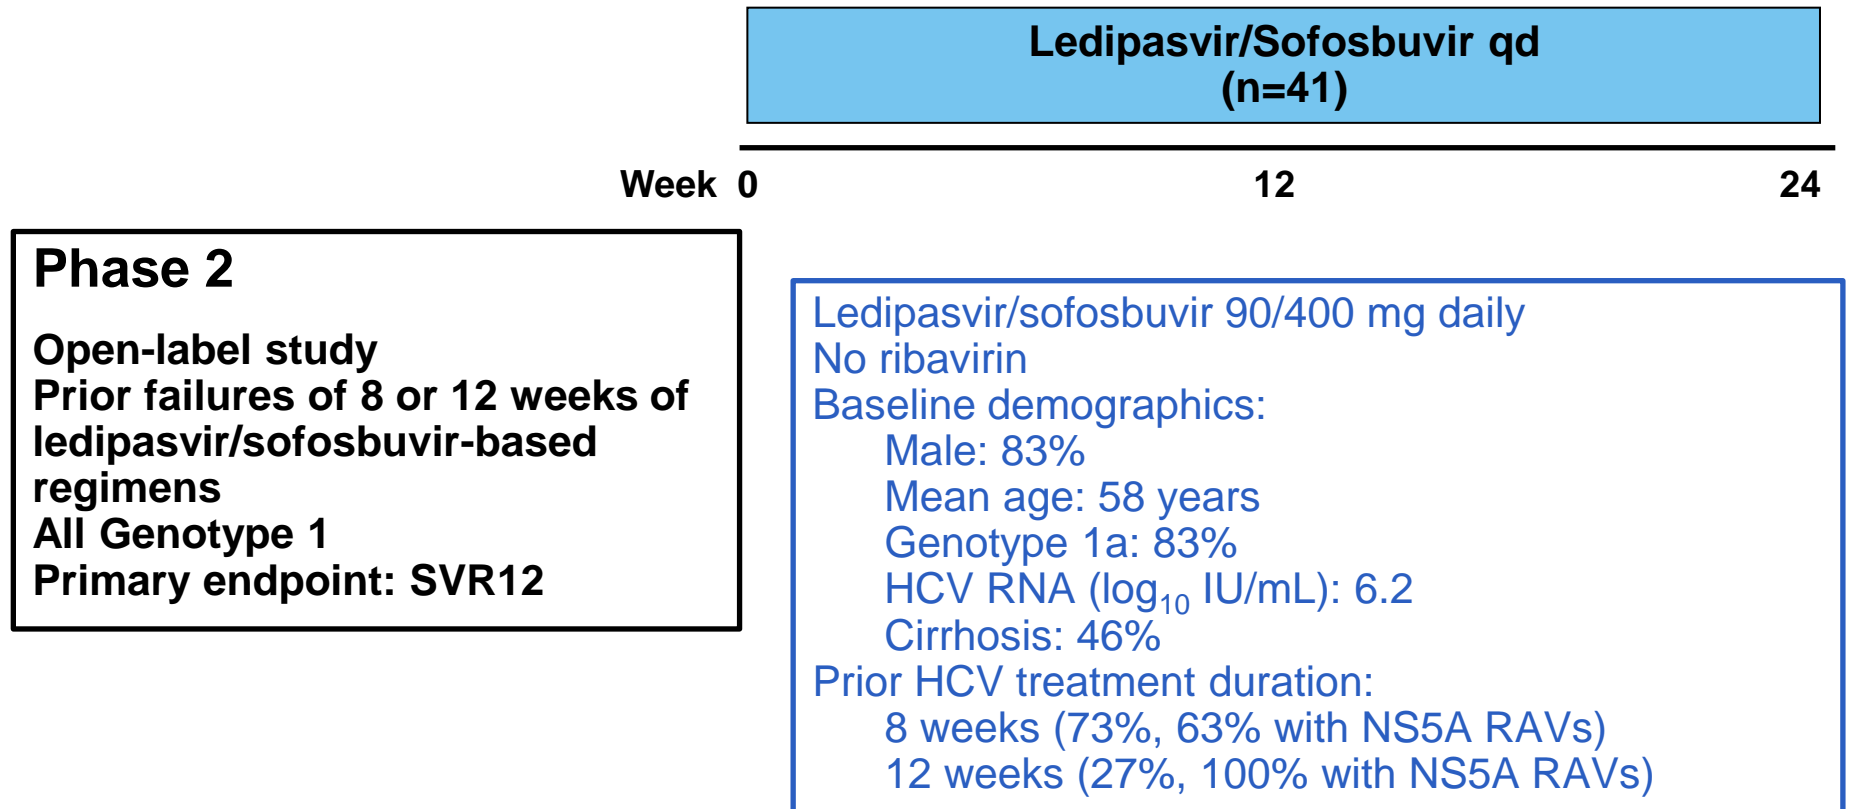 Ledipasvir/Sofosbuvir qd
(n=41)
Week 0 12 24
Phase 2
Open-label study
Prior failures of 8 or 12 weeks of
ledipasvir/sofosbuvir-based
regimens
All Genotype 1
Primary endpoint: SVR12
Ledipasvir/sofosbuvir 90/400 mg daily
No ribavirin
Baseline demographics:
Male: 83%
Mean age: 58 years
Genotype 1a: 83%
HCV RNA (log₁₀ IU/mL): 6.2
Cirrhosis: 46%
Prior HCV treatment duration:
8 weeks (73%, 63% with NS5A RAVs)
12 weeks (27%, 100% with NS5A RAVs)